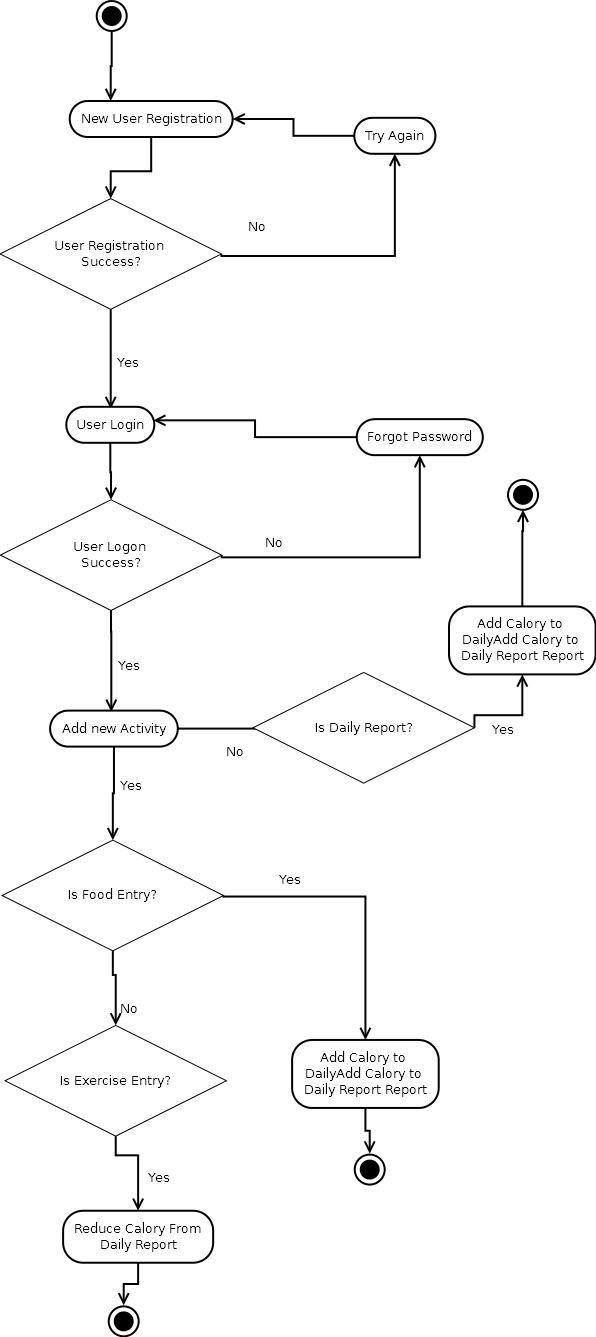 New User Registration
Try Again
User Registration
Success?
No
Yes
User Login
Forgot Password
User Logon
Success?
No
Yes
Add Calory to
DailyAdd Calory to
Daily Report Report
Add new Activity
Is Daily Report?
No
Yes
Yes
Is Food Entry?
Yes
No
Is Exercise Entry?
Add Calory to
DailyAdd Calory to
Daily Report Report
Yes
Reduce Calory From
Daily Report